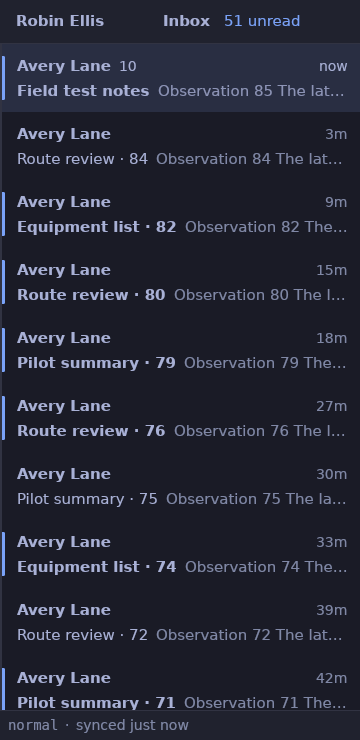 Robin Ellis Inbox 51 unread
Avery Lane 10 now
Field test notes Observation 85 The lat…
Avery Lane 3m
Route review · 84 Observation 84 The lat…
Avery Lane 9m
Equipment list · 82 Observation 82 The…
Avery Lane 15m
Route review · 80 Observation 80 The l…
Avery Lane 18m
Pilot summary · 79 Observation 79 The…
Avery Lane 27m
Route review · 76 Observation 76 The l…
Avery Lane 30m
Pilot summary · 75 Observation 75 The la…
Avery Lane 33m
Equipment list · 74 Observation 74 The…
Avery Lane 39m
Route review · 72 Observation 72 The lat…
Avery Lane 42m
Pilot summary · 71 Observation 71 The…
normal · synced just now